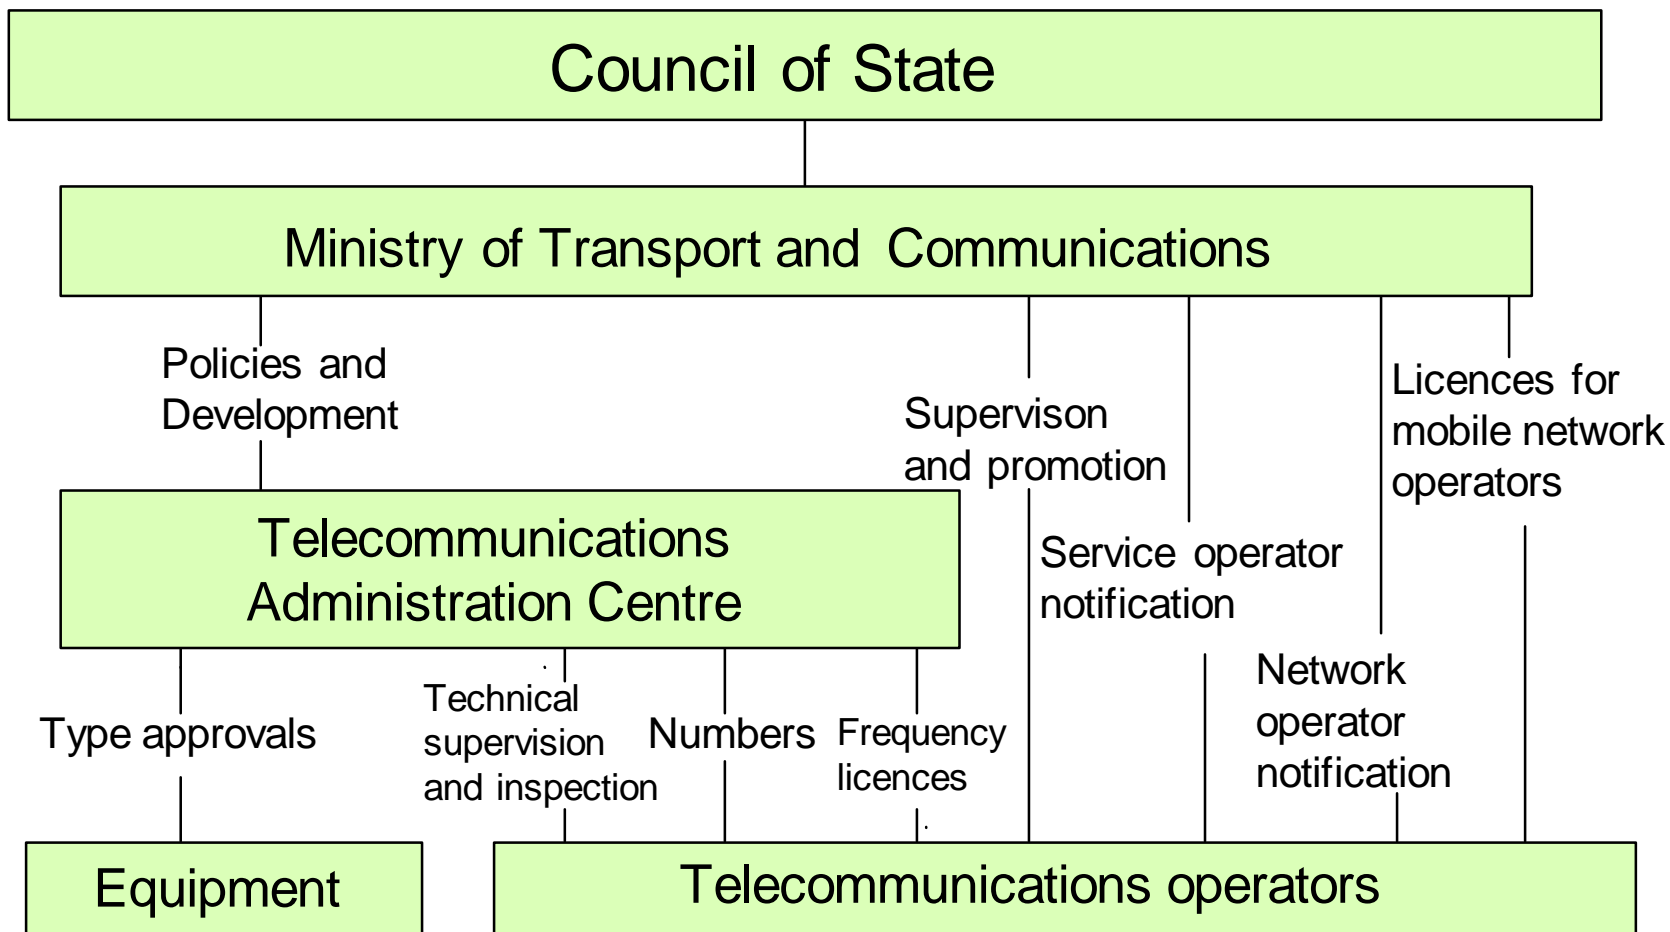 Council of State
Ministry of Transport and Communications
Policies and
Development
Supervison
and promotion
Service operator
notification
Network
operator
notification
Licences for
mobile network
operators
Telecommunications
Administration Centre
Type approvals
Technical
supervision
and inspection
Numbers
Frequency
licences
Equipment
Telecommunications operators